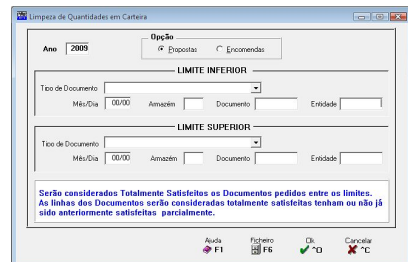 Limpeza de Quantidades em Carteira
Opção
Ano 2009 Propostas Encomendas
LIMITE INFERIOR
Tipo de Documento
Mês/Dia 00/00 Armazém Documento Entidade
LIMITE SUPERIOR
Tipo de Documento
Mês/Dia 00/00 Armazém Documento Entidade
Serão considerados Totalmente Satisfeitos os Documentos pedidos entre os limites.
As linhas dos Documentos serão consideradas totalmente satisfeitas tenham ou não já
sido anteriormente satisfeitas parcialmente.
Ajuda Ficheiro Ok Cancelar
F1 F6 ^O ^C